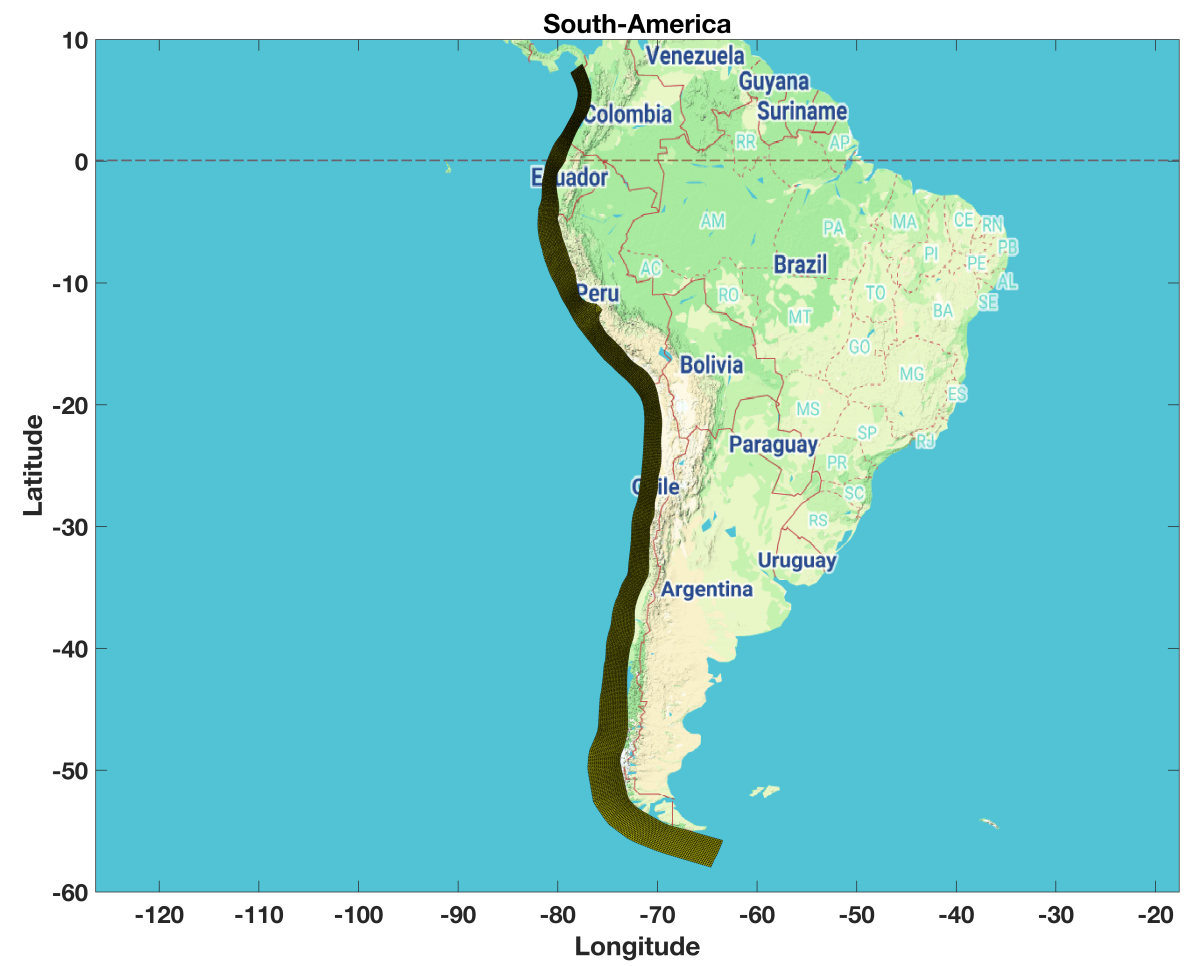 South-America
10
0
-10
-20
-30
-40
-50
-60
Latitude
Venezuela
Guyana
Suriname
Colombia
RR
AP
Ecuador
AM
PA
MA
CE
RN
PB
PI
PE
AL
SE
Brazil
AC
RO
TO
BA
MT
Peru
GO
Bolivia
MG
ES
MS
SP
RJ
Paraguay
PR
SC
Chile
RS
Uruguay
Argentina
-120 -110 -100 -90 -80 -70 -60 -50 -40 -30 -20
Longitude